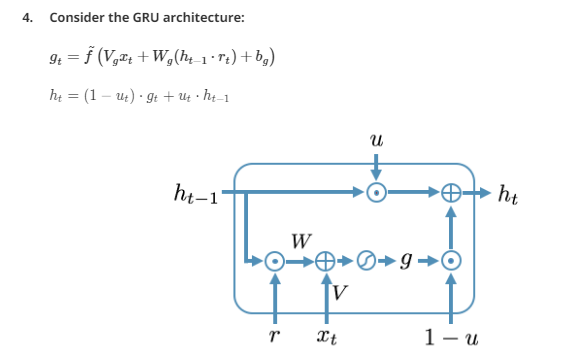 4. Consider the GRU architecture:
g_t = f̃ (V_g x_t + W_g(h_{t−1} · r_t) + b_g)
h_t = (1 − u_t) · g_t + u_t · h_{t−1}
u
h_{t−1}
h_t
W
g
V
r
x_t
1 − u